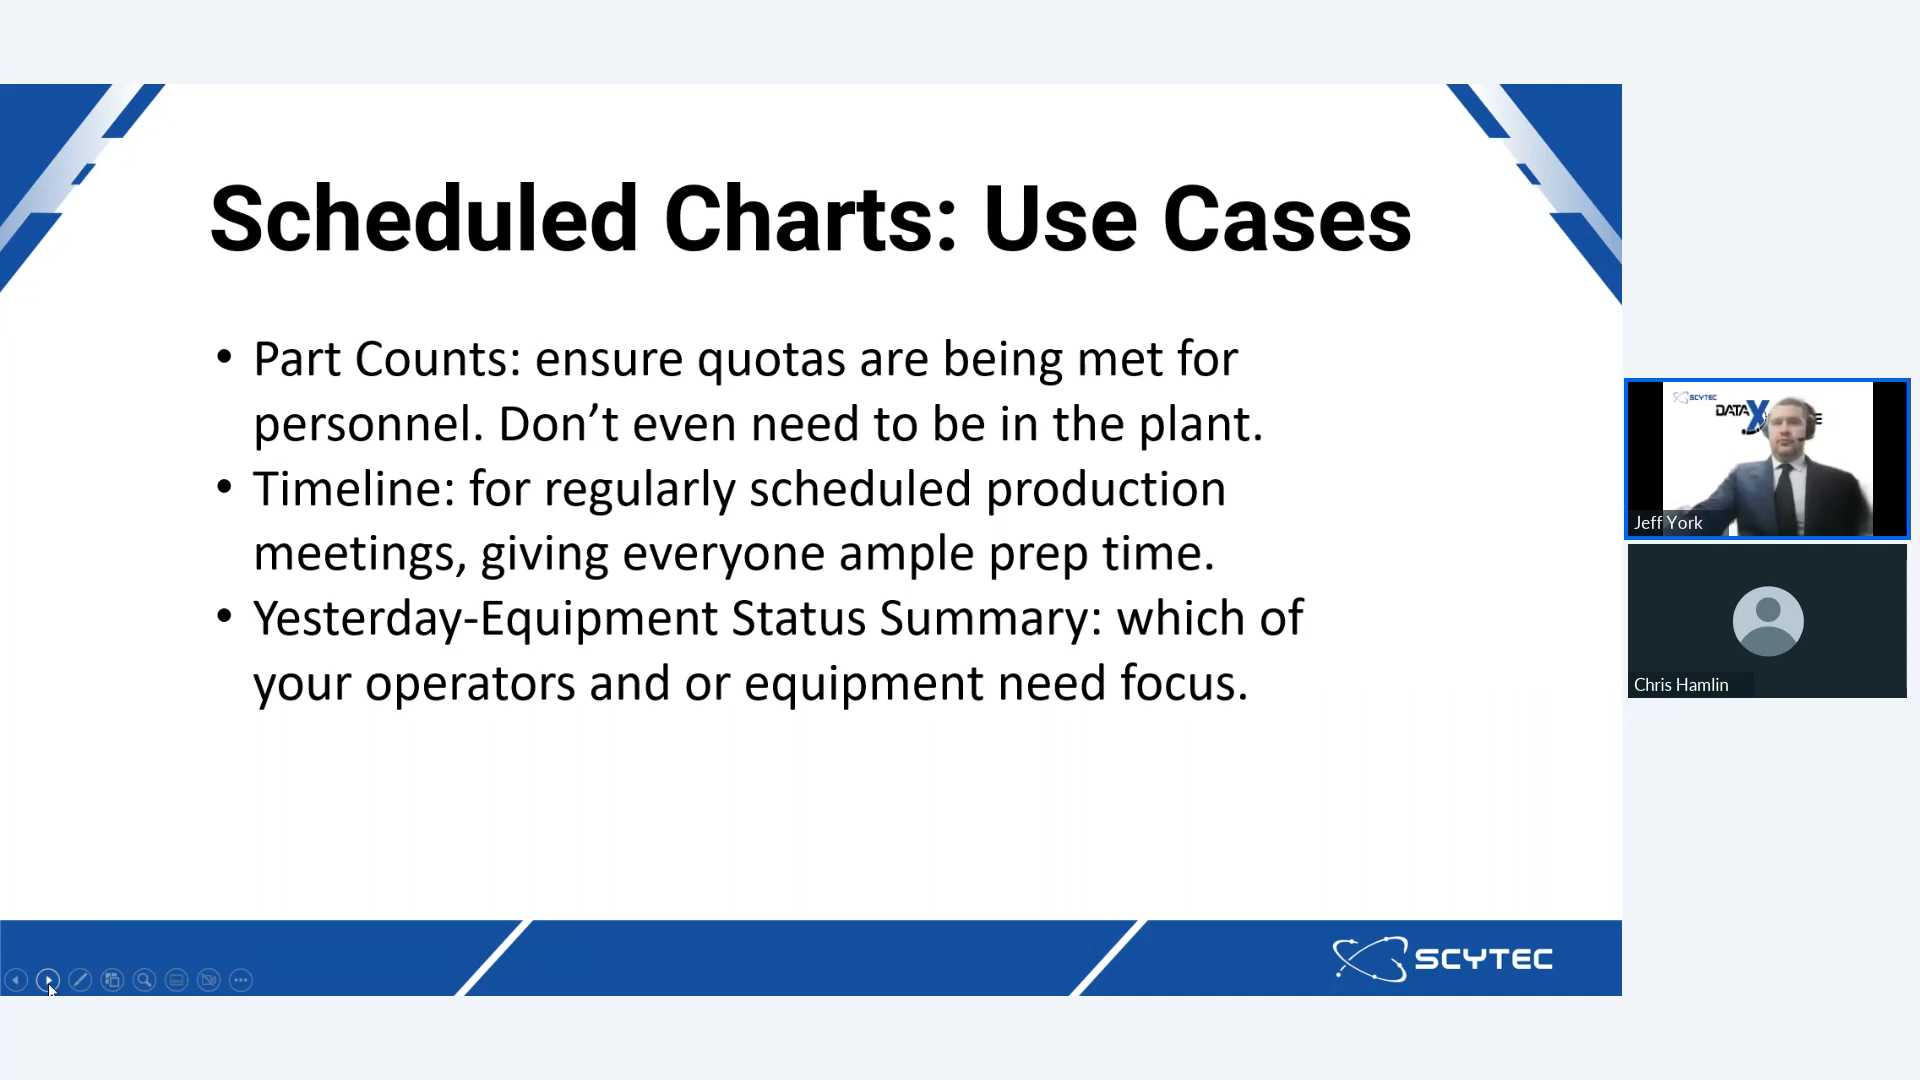 Scheduled Charts: Use Cases
• Part Counts: ensure quotas are being met for
personnel. Don’t even need to be in the plant.
• Timeline: for regularly scheduled production
meetings, giving everyone ample prep time.
• Yesterday-Equipment Status Summary: which of
your operators and or equipment need focus.
SCYTEC
SCYTEC
DATA X
Jeff York
Chris Hamlin